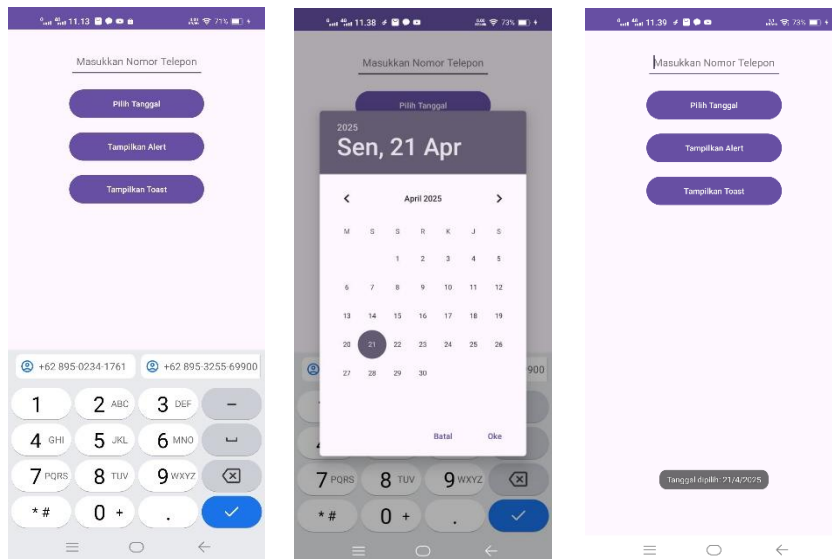 11.13
71%
Masukkan Nomor Telepon
Pilih Tanggal
Tampilkan Alert
Tampilkan Toast
+62 895-0234-1761 +62 895-3255-69900
1 2 ABC 3 DEF –
4 GHI 5 JKL 6 MNO
7 PQRS 8 TUV 9 WXYZ
* # 0 + .
11.38
73%
Masukkan Nomor Telepon
Pilih Tanggal
2025
Sen, 21 Apr
April 2025
M S S R K J S
1 2 3 4 5
6 7 8 9 10 11 12
13 14 15 16 17 18 19
20 21 22 23 24 25 26
27 28 29 30
900
Batal Oke
7 PQRS 8 TUV 9 WXYZ
* # 0 + .
11.39
73%
Masukkan Nomor Telepon
Pilih Tanggal
Tampilkan Alert
Tampilkan Toast
Tanggal dipilih: 21/4/2025